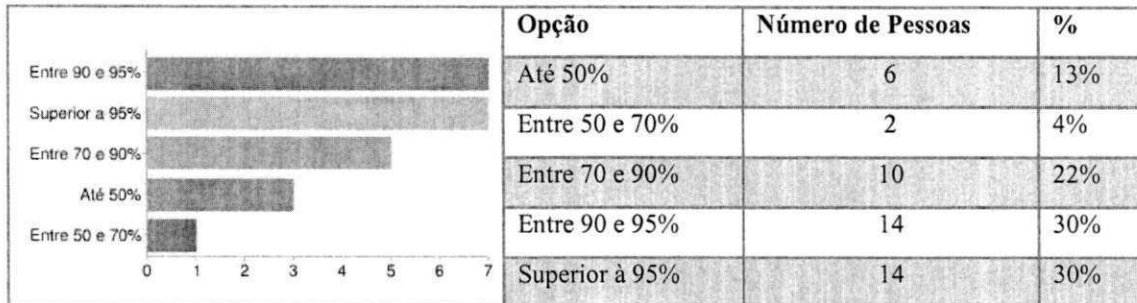 Entre 90 e 95%
Superior a 95%
Entre 70 e 90%
Até 50%
Entre 50 e 70%
0 1 2 3 4 5 6 7
Opção Número de Pessoas %
Até 50% 6 13%
Entre 50 e 70% 2 4%
Entre 70 e 90% 10 22%
Entre 90 e 95% 14 30%
Superior à 95% 14 30%